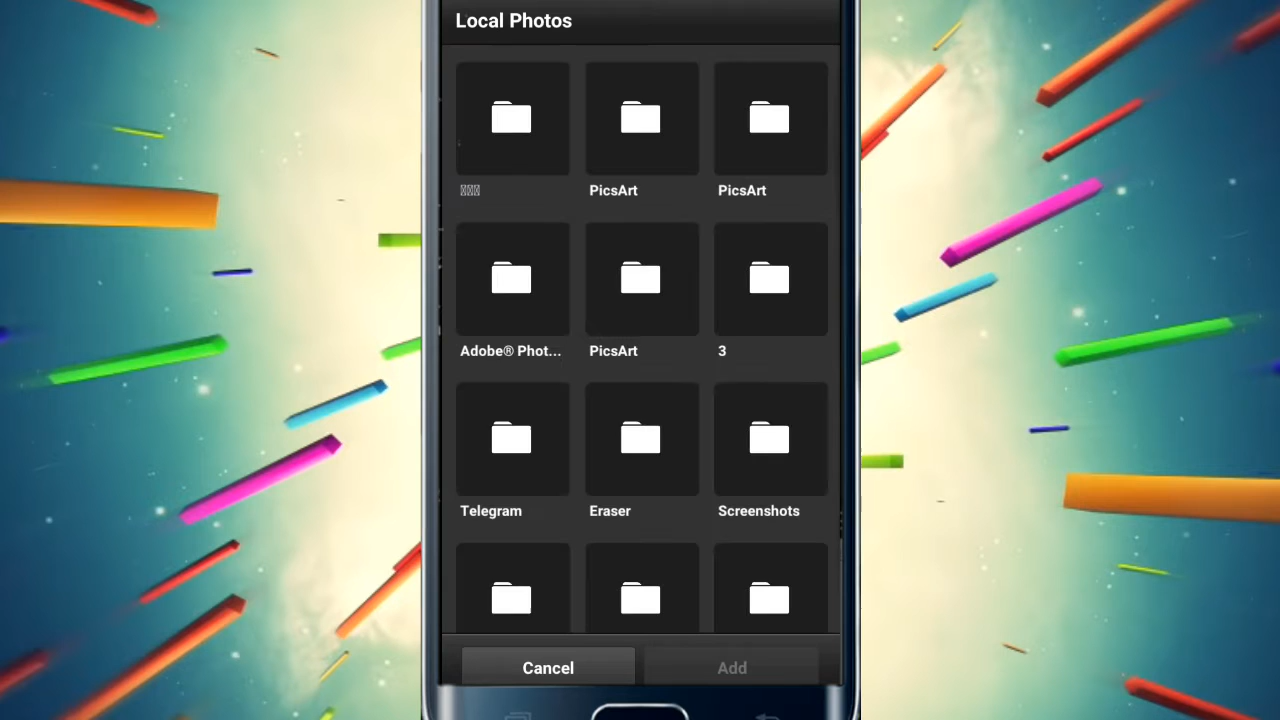 Local Photos
PicsArt
PicsArt
Adobe® Phot...
PicsArt
3
Telegram
Eraser
Screenshots
Cancel
Add